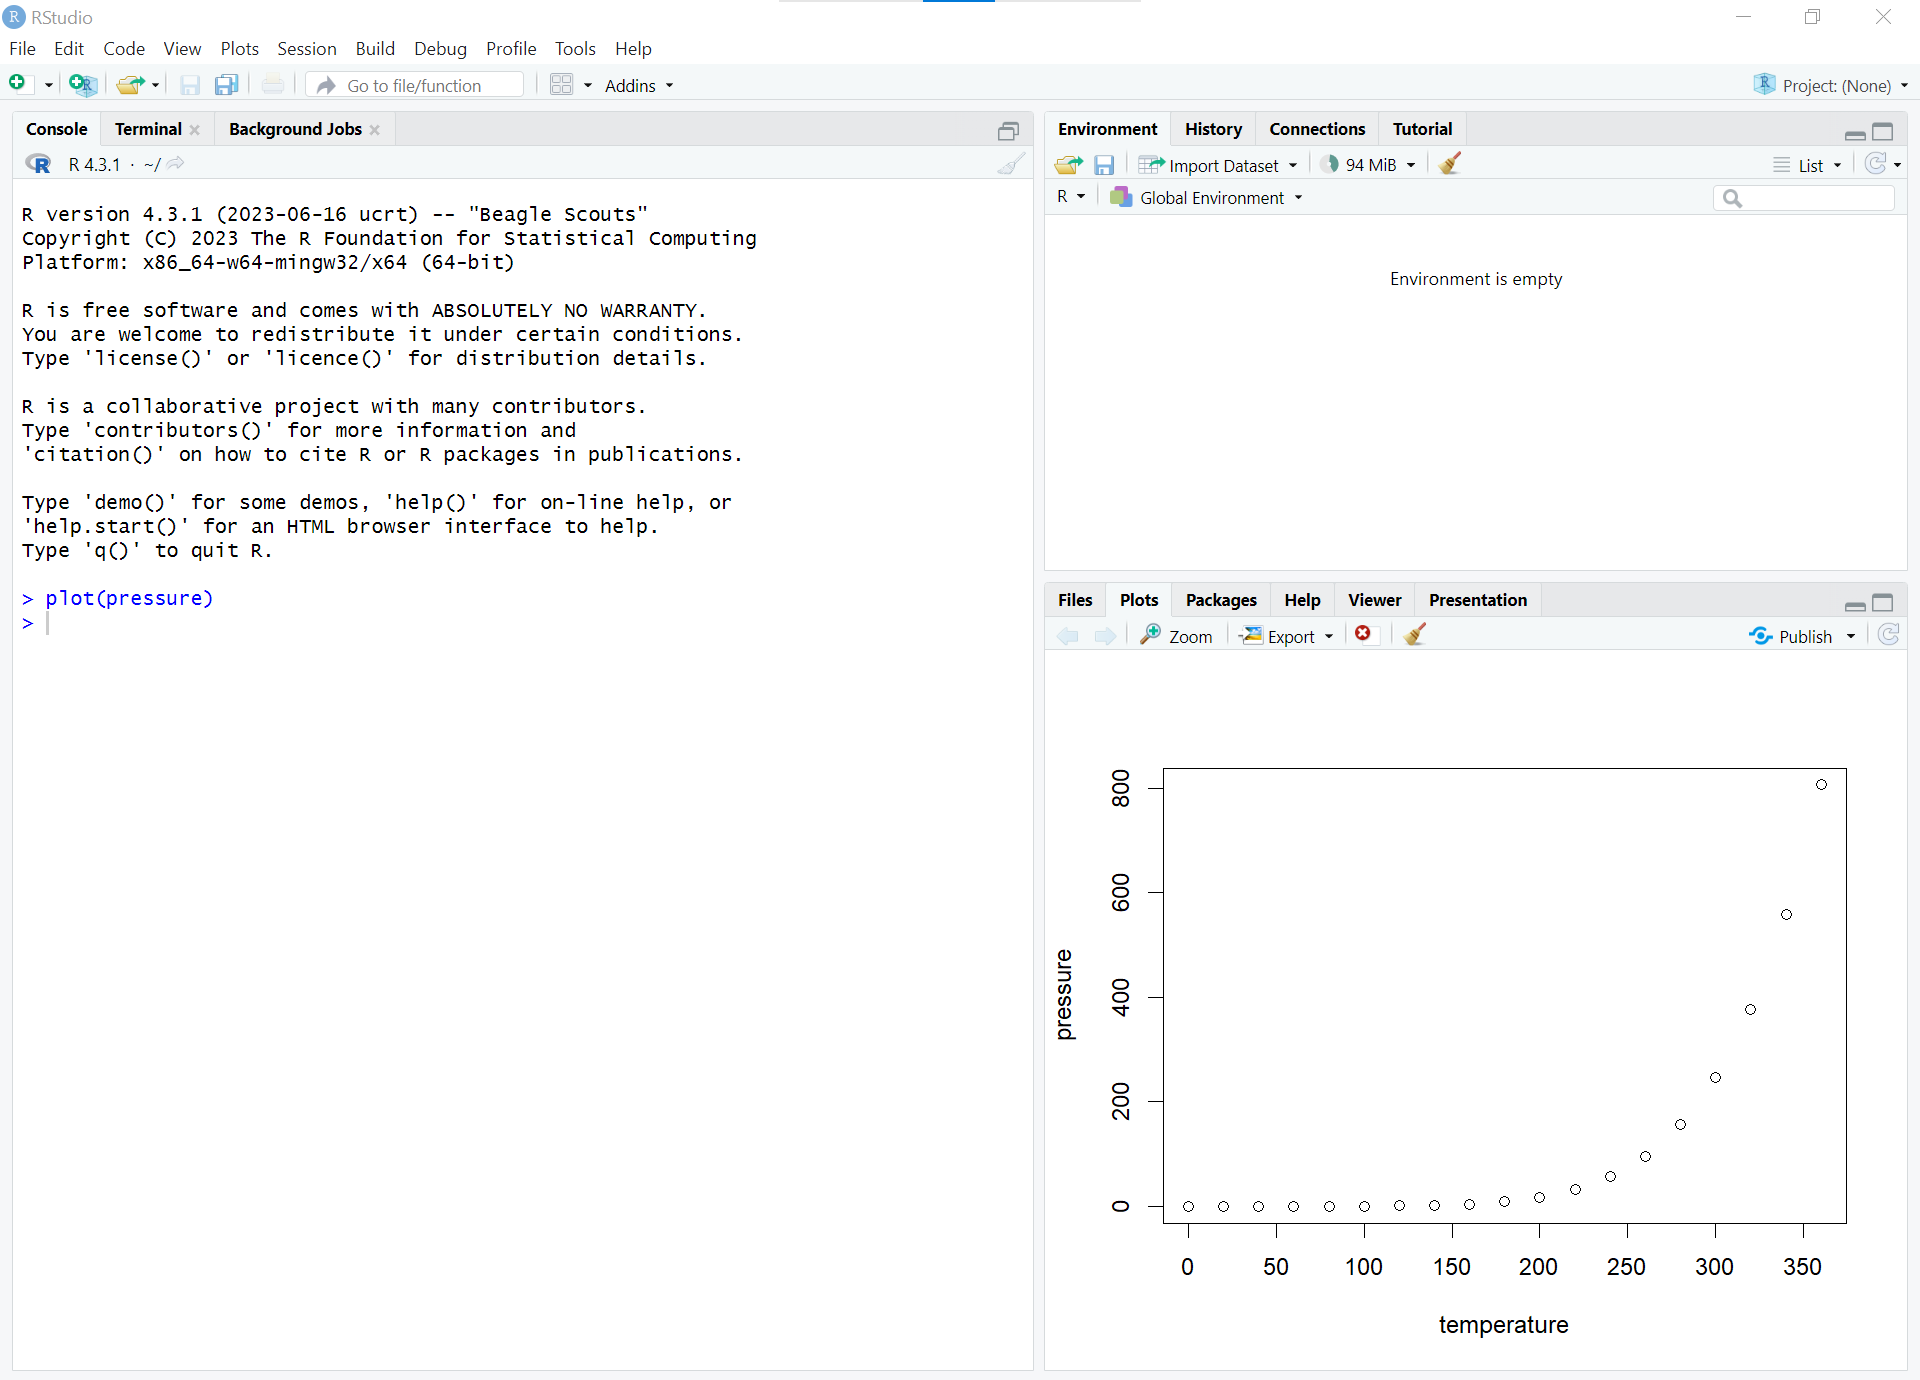 RStudio
File Edit Code View Plots Session Build Debug Profile Tools Help
Go to file/function Addins Project: (None)
Console Terminal Background Jobs
R 4.3.1 · ~/
R version 4.3.1 (2023-06-16 ucrt) -- "Beagle Scouts"
Copyright (C) 2023 The R Foundation for Statistical Computing
Platform: x86_64-w64-mingw32/x64 (64-bit)
R is free software and comes with ABSOLUTELY NO WARRANTY.
You are welcome to redistribute it under certain conditions.
Type 'license()' or 'licence()' for distribution details.
R is a collaborative project with many contributors.
Type 'contributors()' for more information and
'citation()' on how to cite R or R packages in publications.
Type 'demo()' for some demos, 'help()' for on-line help, or
'help.start()' for an HTML browser interface to help.
Type 'q()' to quit R.
> plot(pressure)
>
Environment History Connections Tutorial
Import Dataset 94 MiB List
R Global Environment
Environment is empty
Files Plots Packages Help Viewer Presentation
Zoom Export Publish
800
600
400
200
0
pressure
0 50 100 150 200 250 300 350
temperature